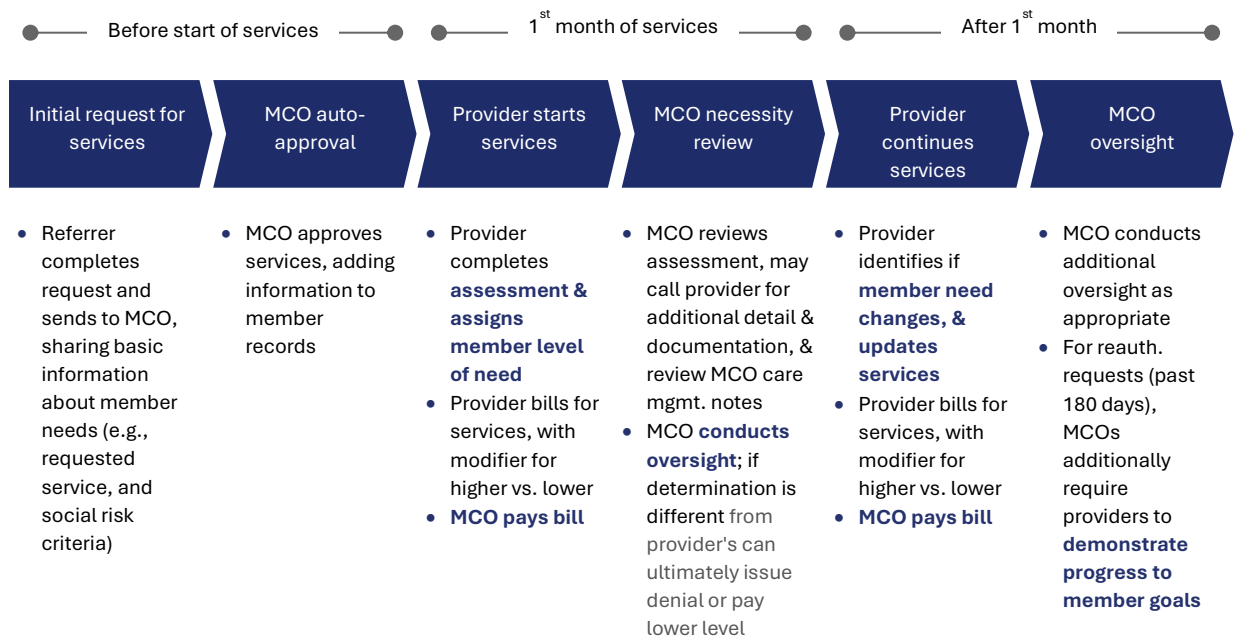 Before start of services
1st month of services
After 1st month
Initial request for
services
MCO auto-
approval
Provider starts
services
MCO necessity
review
Provider
continues
services
MCO
oversight
• Referrer
completes
request and
sends to MCO,
sharing basic
information
about member
needs (e.g.,
requested
service, and
social risk
criteria)
• MCO approves
services, adding
information to
member
records
• Provider
completes
assessment &
assigns
member level
of need
• Provider bills for
services, with
modifier for
higher vs. lower
• MCO pays bill
• MCO reviews
assessment, may
call provider for
additional detail &
documentation, &
review MCO care
mgmt. notes
• MCO conducts
oversight; if
determination is
different from
provider's can
ultimately issue
denial or pay
lower level
• Provider
identifies if
member need
changes, &
updates
services
• Provider bills for
services, with
modifier for
higher vs. lower
• MCO pays bill
• MCO conducts
additional
oversight as
appropriate
• For reauth.
requests (past
180 days),
MCOs
additionally
require
providers to
demonstrate
progress to
member goals